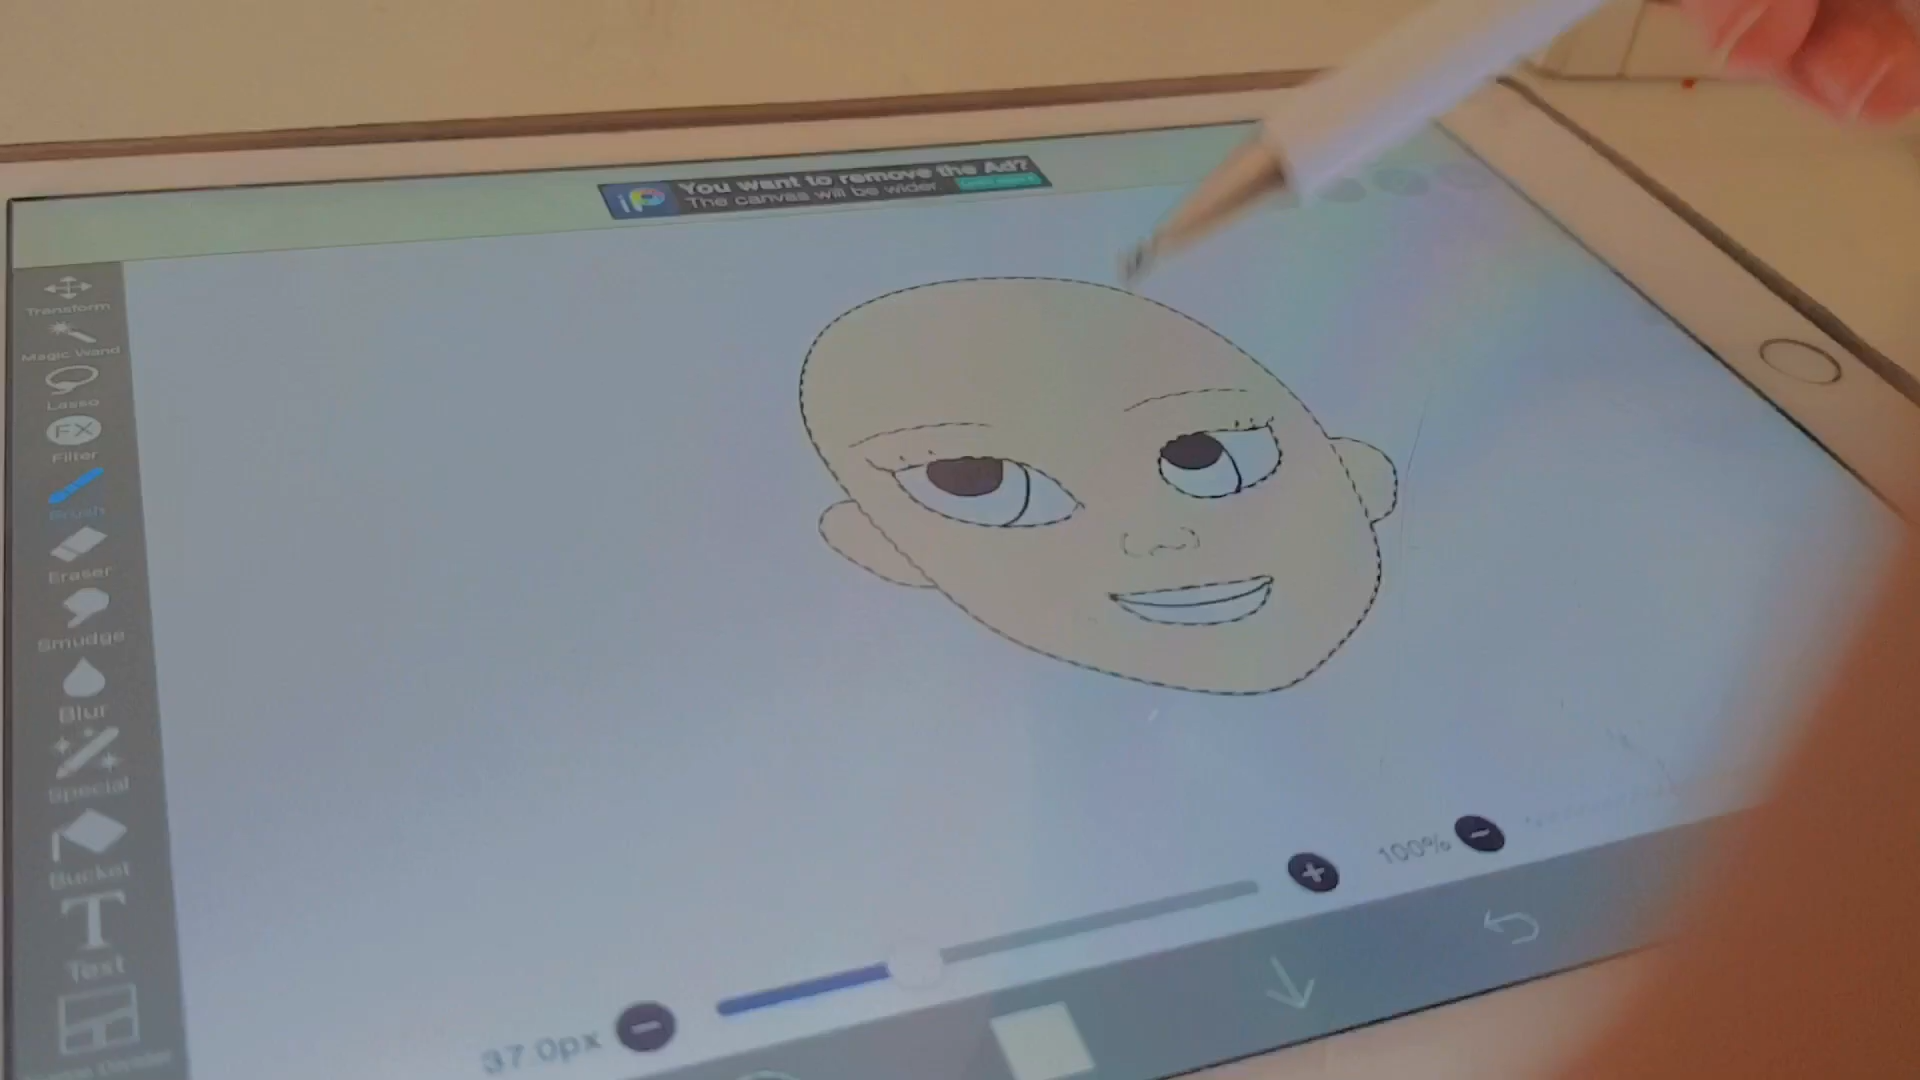 iP
You want to remove the Ad?
The canvas will be wider
Transform
Magic Wand
Lasso
FX
Filter
Brush
Eraser
Smudge
Blur
Special
Bucket
T
Text
100%
37.0px